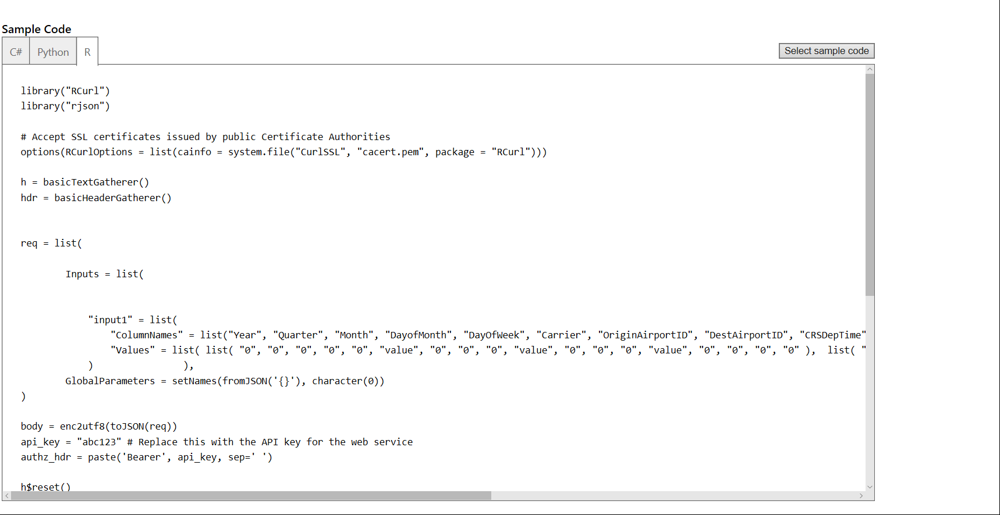 Sample Code
C# Python R Select sample code
library("RCurl")
library("rjson")
# Accept SSL certificates issued by public Certificate Authorities
options(RCurlOptions = list(cainfo = system.file("CurlSSL", "cacert.pem", package = "RCurl")))
h = basicTextGatherer()
hdr = basicHeaderGatherer()
req = list(
Inputs = list(
"input1" = list(
"ColumnNames" = list("Year", "Quarter", "Month", "DayofMonth", "DayOfWeek", "Carrier", "OriginAirportID", "DestAirportID", "CRSDepTime"
"Values" = list( list( "0", "0", "0", "0", "0", "value", "0", "0", "0", "value", "0", "0", "0", "value", "0", "0", "0", "0" ), list( "
) ),
GlobalParameters = setNames(fromJSON('{}'), character(0))
)
body = enc2utf8(toJSON(req))
api_key = "abc123" # Replace this with the API key for the web service
authz_hdr = paste('Bearer', api_key, sep=' ')
h$reset()